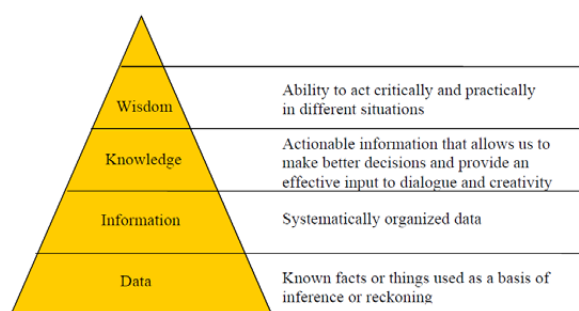 Wisdom
Ability to act critically and practically
in different situations
Knowledge
Actionable information that allows us to
make better decisions and provide an
effective input to dialogue and creativity
Information
Systematically organized data
Data
Known facts or things used as a basis of
inference or reckoning